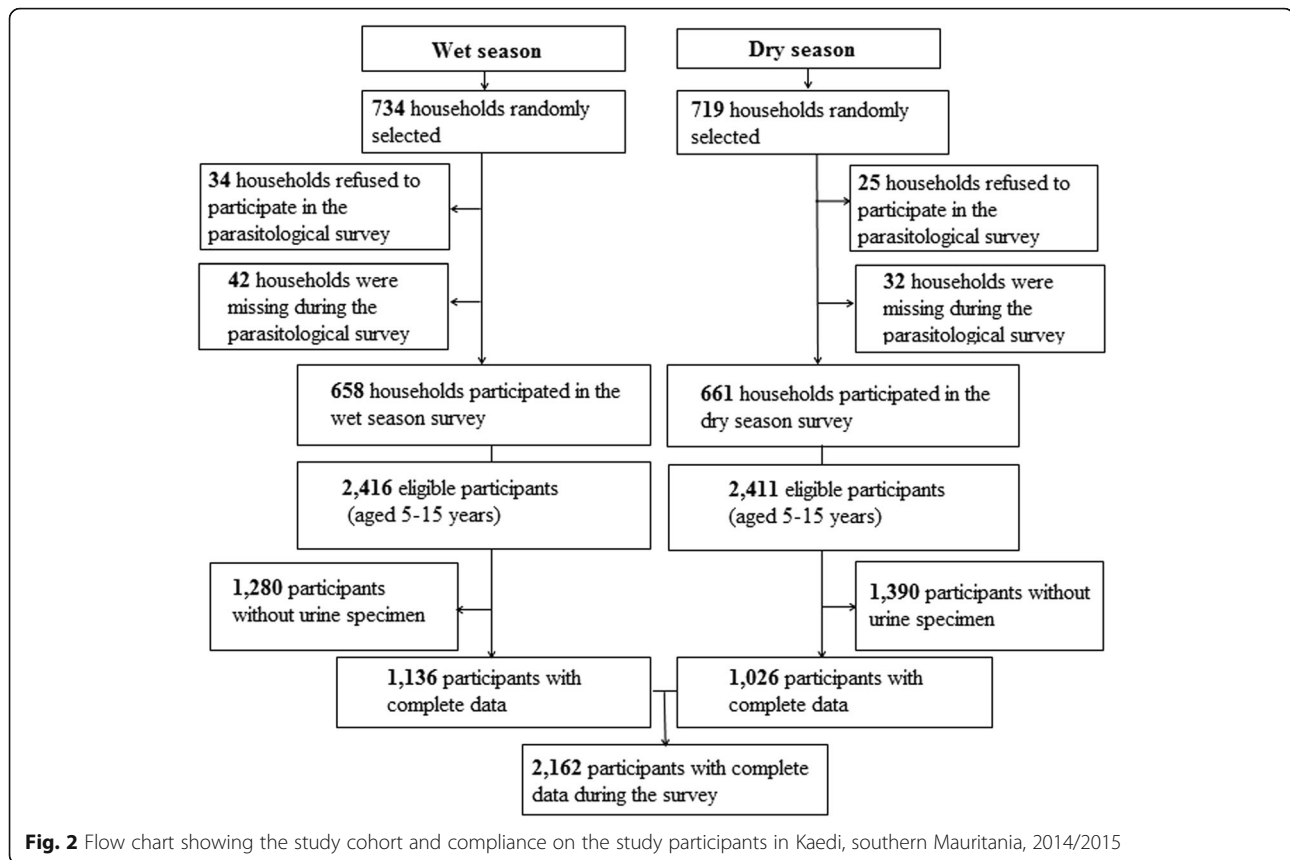 Wet season
Dry season
734 households randomly
selected
719 households randomly
selected
34 households refused to
participate in the
parasitological survey
25 households refused to
participate in the
parasitological survey
42 households were
missing during the
parasitological survey
32 households were
missing during the
parasitological survey
658 households participated in the
wet season survey
661 households participated in the
dry season survey
2,416 eligible participants
(aged 5-15 years)
2,411 eligible participants
(aged 5-15 years)
1,280 participants
without urine specimen
1,390 participants without
urine specimen
1,136 participants with
complete data
1,026 participants with
complete data
2,162 participants with complete
data during the survey
Fig. 2 Flow chart showing the study cohort and compliance on the study participants in Kaedi, southern Mauritania, 2014/2015